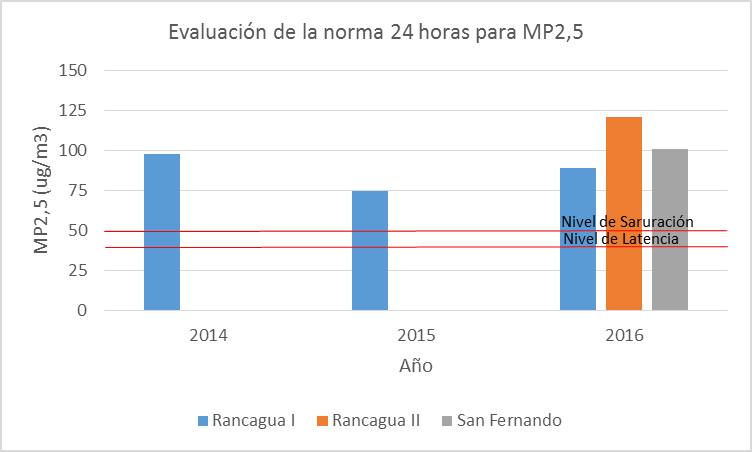 Evaluación de la norma 24 horas para MP2,5
MP2,5 (ug/m3)
150
125
100
75
50
25
0
Nivel de Saruración
Nivel de Latencia
2014 2015 2016
Año
Rancagua I Rancagua II San Fernando